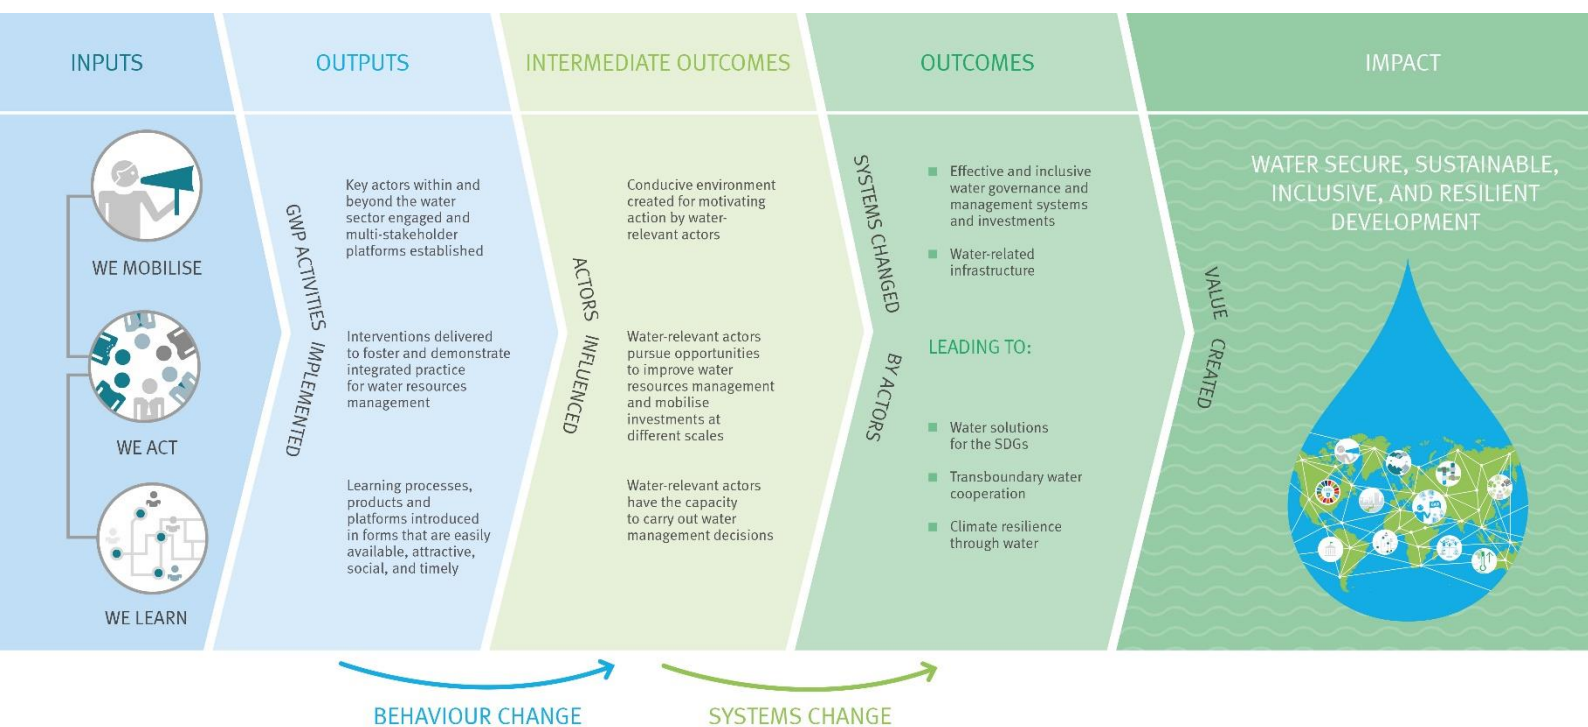 INPUTS
OUTPUTS
INTERMEDIATE OUTCOMES
OUTCOMES
IMPACT
WE MOBILISE
WE ACT
WE LEARN
GWP ACTIVITIES IMPLEMENTED
Key actors within and
beyond the water
sector engaged and
multi-stakeholder
platforms established
Interventions delivered
to foster and demonstrate
integrated practice
for water resources
management
Learning processes,
products and
platforms introduced
in forms that are easily
available, attractive,
social, and timely
ACTORS INFLUENCED
Conducive environment
created for motivating
action by water-
relevant actors
Water-relevant actors
pursue opportunities
to improve water
resources management
and mobilise
investments at
different scales
Water-relevant actors
have the capacity
to carry out water
management decisions
SYSTEMS CHANGED BY ACTORS
Effective and inclusive
water governance and
management systems
and investments
Water-related
infrastructure
LEADING TO:
Water solutions
for the SDGs
Transboundary water
cooperation
Climate resilience
through water
VALUE CREATED
WATER SECURE, SUSTAINABLE,
INCLUSIVE, AND RESILIENT
DEVELOPMENT
BEHAVIOUR CHANGE
SYSTEMS CHANGE